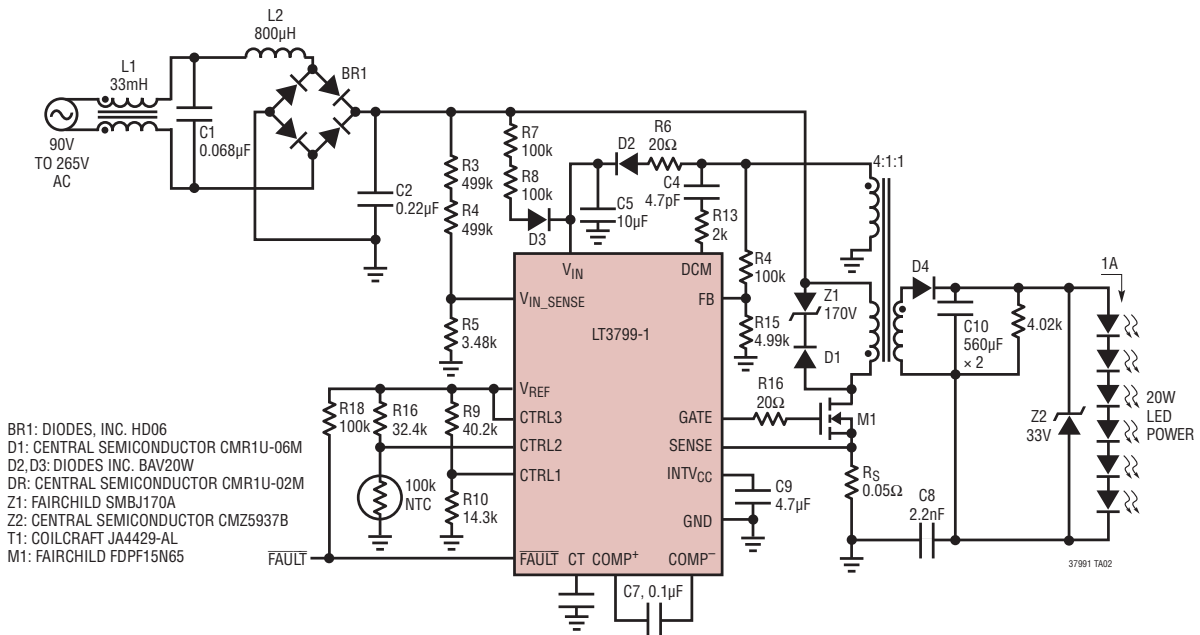 L2
800µH
L1
33mH
BR1
90V
TO 265V
AC
C1
0.068µF
C2
0.22µF
R3
499k
R4
499k
R5
3.48k
R7
100k
R8
100k
D3
D2
R6
20Ω
C5
10µF
C4
4.7pF
R13
2k
4:1:1
R4
100k
R15
4.99k
Z1
170V
D1
D4
C10
560µF
× 2
4.02k
1A
Z2
33V
20W
LED
POWER
VIN
DCM
VIN_SENSE
FB
LT3799-1
VREF
CTRL3
CTRL2
CTRL1
GATE
SENSE
INTVCC
GND
FAULT
CT
COMP+
COMP–
R18
100k
R16
32.4k
R9
40.2k
100k
NTC
R10
14.3k
R16
20Ω
M1
RS
0.05Ω
C9
4.7µF
C8
2.2nF
C7, 0.1µF
FAULT
BR1: DIODES, INC. HD06
D1: CENTRAL SEMICONDUCTOR CMR1U-06M
D2,D3: DIODES INC. BAV20W
DR: CENTRAL SEMICONDUCTOR CMR1U-02M
Z1: FAIRCHILD SMBJ170A
Z2: CENTRAL SEMICONDUCTOR CMZ5937B
T1: COILCRAFT JA4429-AL
M1: FAIRCHILD FDPF15N65
37991 TA02